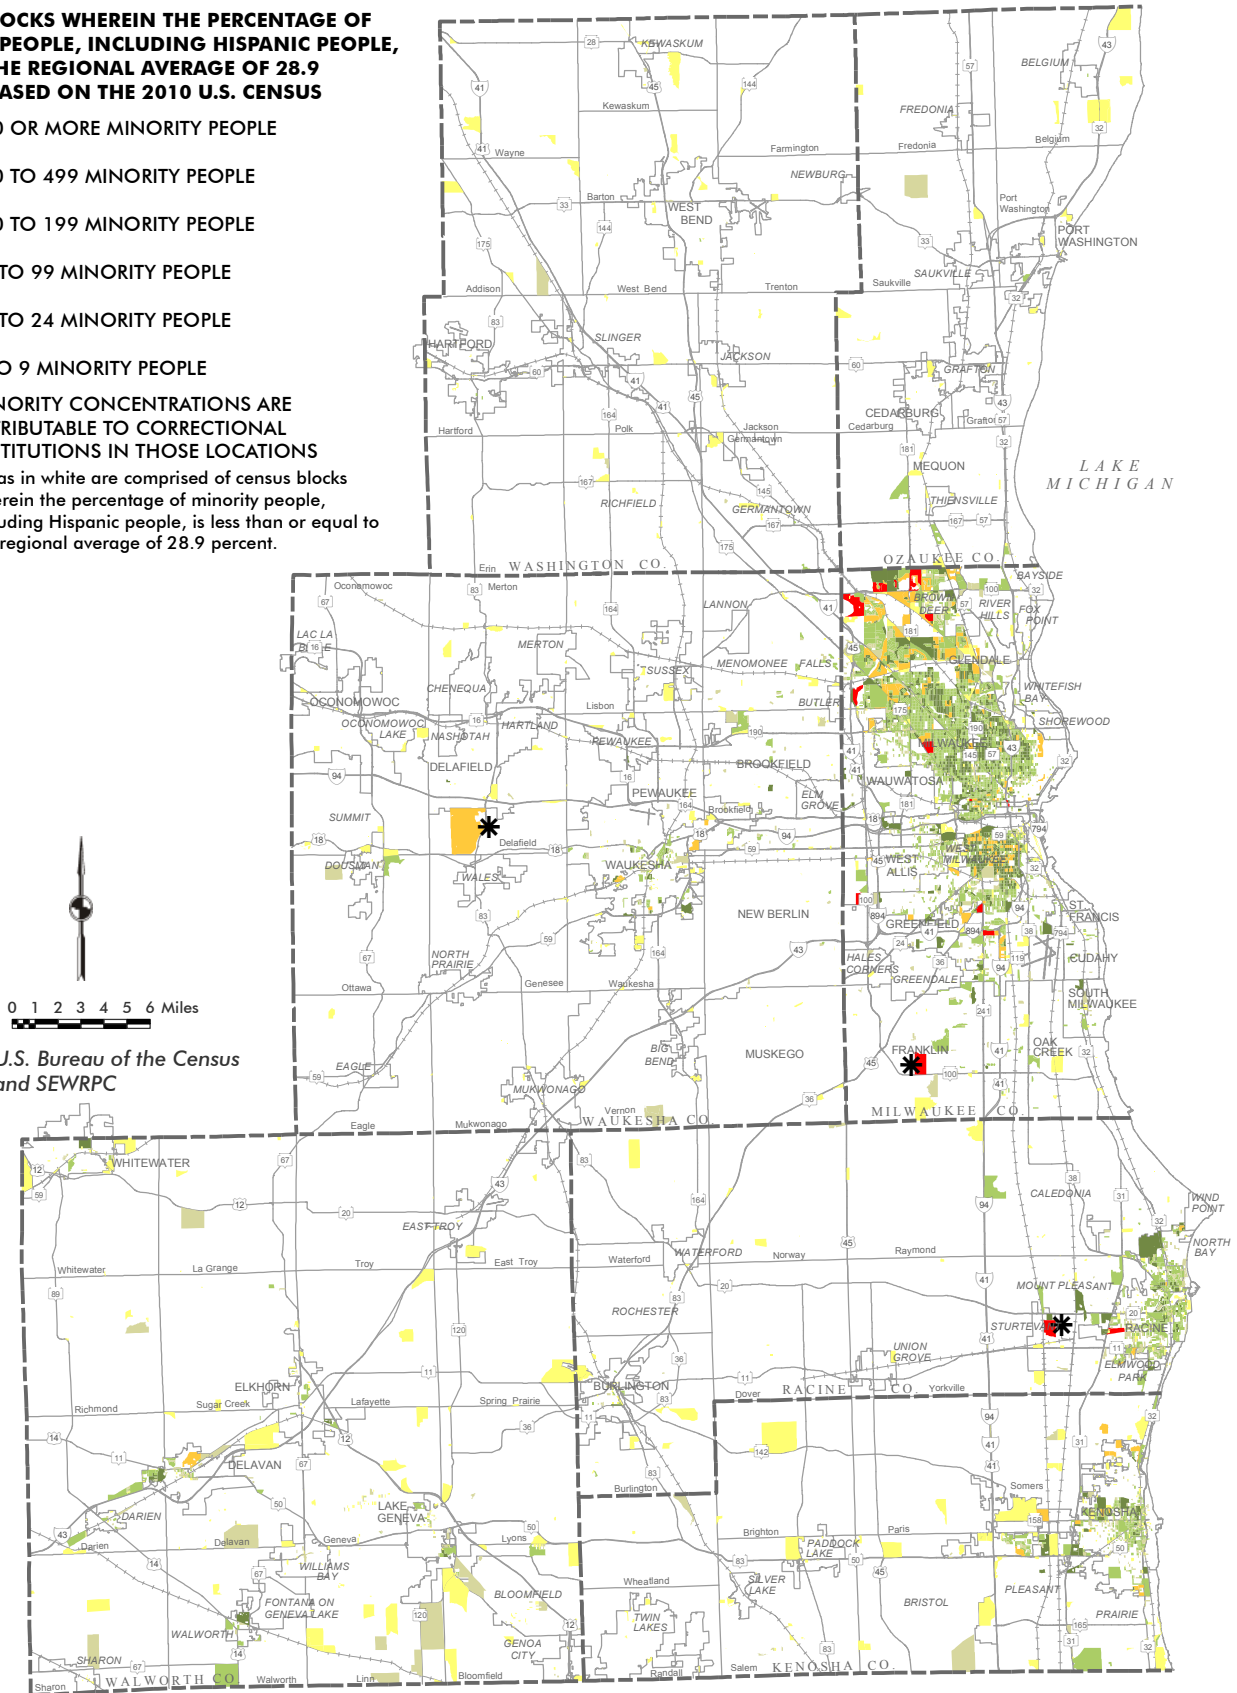 OCKS WHEREIN THE PERCENTAGE OF
PEOPLE, INCLUDING HISPANIC PEOPLE,
HE REGIONAL AVERAGE OF 28.9
ASED ON THE 2010 U.S. CENSUS
0 OR MORE MINORITY PEOPLE
0 TO 499 MINORITY PEOPLE
0 TO 199 MINORITY PEOPLE
TO 99 MINORITY PEOPLE
TO 24 MINORITY PEOPLE
O 9 MINORITY PEOPLE
NORITY CONCENTRATIONS ARE
TRIBUTABLE TO CORRECTIONAL
STITUTIONS IN THOSE LOCATIONS
as in white are comprised of census blocks
erein the percentage of minority people,
uding Hispanic people, is less than or equal to
regional average of 28.9 percent.
KEWASKUM
BELGIUM
Kewaskum
FREDONIA
Wayne
Farmington
Fredonia
Belgium
NEWBURG
Barton
WEST
BEND
Port
Washington
PORT
WASHINGTON
SAUKVILLE
Addison
West Bend
Trenton
Saukville
HARTFORD
SLINGER
JACKSON
GRAFTON
CEDARBURG
Hartford
Polk
Jackson
Germantown
Cedarburg
Grafton
MEQUON
LAKE
MICHIGAN
RICHFIELD
GERMANTOWN
THIENSVILLE
Erin
WASHINGTON CO.
OZAUKEE CO.
Oconomowoc
Merton
BAYSIDE
LANNON
BROWN
DEER
RIVER
HILLS
FOX
POINT
LAC LA
MERTON
SUSSEX
MENOMONEE FALLS
GLENDALE
CHENEQUA
WHITEFISH
BAY
OCONOMOWOC
Lisbon
BUTLER
OCONOMOWOC
LAKE
NASHOTAH
HARTLAND
PEWAUKEE
SHOREWOOD
MILWAUKEE
DELAFIELD
BROOKFIELD
WAUWATOSA
PEWAUKEE
ELM
GROVE
Brookfield
SUMMIT
Delafield
DOUSMAN
WALES
WAUKESHA
WEST
ALLIS
WEST
MILWAUKEE
NEW BERLIN
ST.
FRANCIS
GREENFIELD
NORTH
PRAIRIE
HALES
CORNERS
GREENDALE
CUDAHY
Ottawa
Genesee
Waukesha
SOUTH
MILWAUKEE
0 1 2 3 4 5 6 Miles
U.S. Bureau of the Census
and SEWRPC
EAGLE
BIG
BEND
MUSKEGO
FRANKLIN
OAK
CREEK
MUKWONAGO
Vernon
Eagle
Mukwonago
WAUKESHA CO.
MILWAUKEE CO.
WHITEWATER
CALEDONIA
WIND
POINT
EAST TROY
NORTH
BAY
Whitewater
La Grange
Troy
East Troy
Waterford
WATERFORD
Norway
Raymond
MOUNT PLEASANT
ROCHESTER
STURTEVA
RACINE
UNION
GROVE
ELMWOOD
PARK
ELKHORN
BURLINGTON
Dover
RACINE CO.
Yorkville
Richmond
Sugar Creek
Lafayette
Spring Prairie
DELAVAN
Burlington
Somers
DARIEN
LAKE
GENEVA
KENOSHA
Darien
Delavan
Geneva
Lyons
Brighton
Paris
PADDOCK
LAKE
WILLIAMS
BAY
Wheatland
SILVER
LAKE
BLOOMFIELD
FONTANA ON
GENEVA LAKE
TWIN
LAKES
BRISTOL
PLEASANT
PRAIRIE
WALWORTH
GENOA
CITY
SHARON
Sharon
WALWORTH CO.
Walworth
Linn
Bloomfield
Randall
Salem
KENOSHA CO.